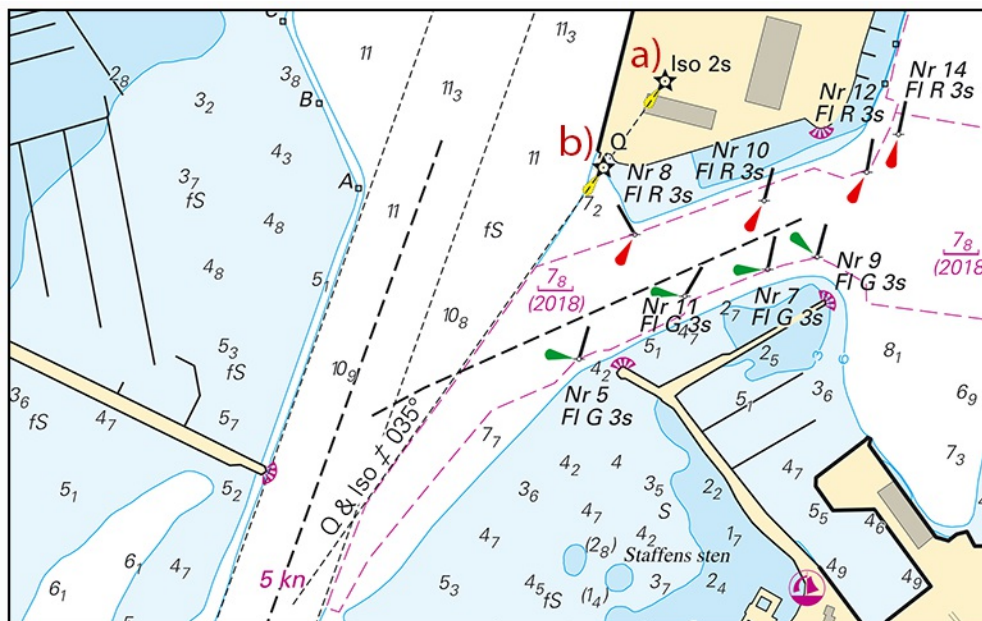 C
11
11₃
a)
Iso 2s
Nr 14
Fl R 3s
2₈
3₈
11₃
Nr 12
Fl R 3s
3₂
B
b)
Q
4₃
11
Nr 10
Fl R 3s
Nr 8
Fl R 3s
3₇
fS
A
7₂
4₈
11
fS
4₈
5₁
7₈
(2018)
7₈
(2018)
Nr 9
Fl G 3s
Nr 11
Fl G 3s
Nr 7
Fl G 3s
2₇
3
6
10₈
4₇
5₁
5₃
fS
10₉
4₂
2₅
8₁
3₆
fS
4₇
5₇
Nr 5
Fl G 3s
5₁
3₆
6₉
7₇
Q & Iso ≠ 035°
4₂
4
4₇
7₃
5₁
5₂
3₆
3₅
S
2₂
4₇
5₅
4₆
4₇
4₂
1₇
6₁
4₇
(2₈)
Staffens sten
6₁
5 kn
5₃
4₅
fS
(1₄)
3₇
2₄
4₉
4₉